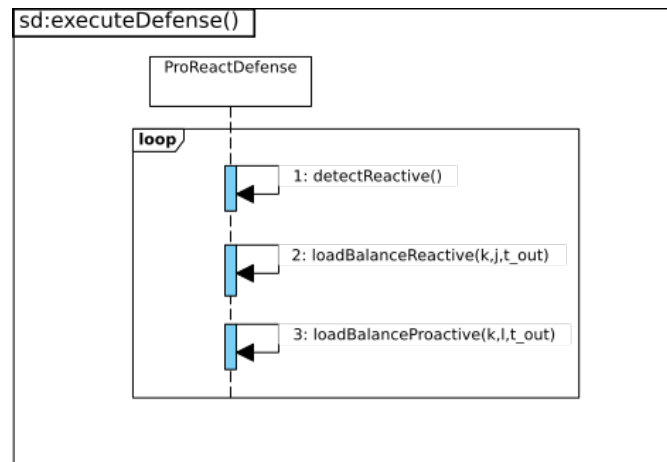 sd:executeDefense()
ProReactDefense
loop
1: detectReactive()
2: loadBalanceReactive(k,j,t_out)
3: loadBalanceProactive(k,l,t_out)